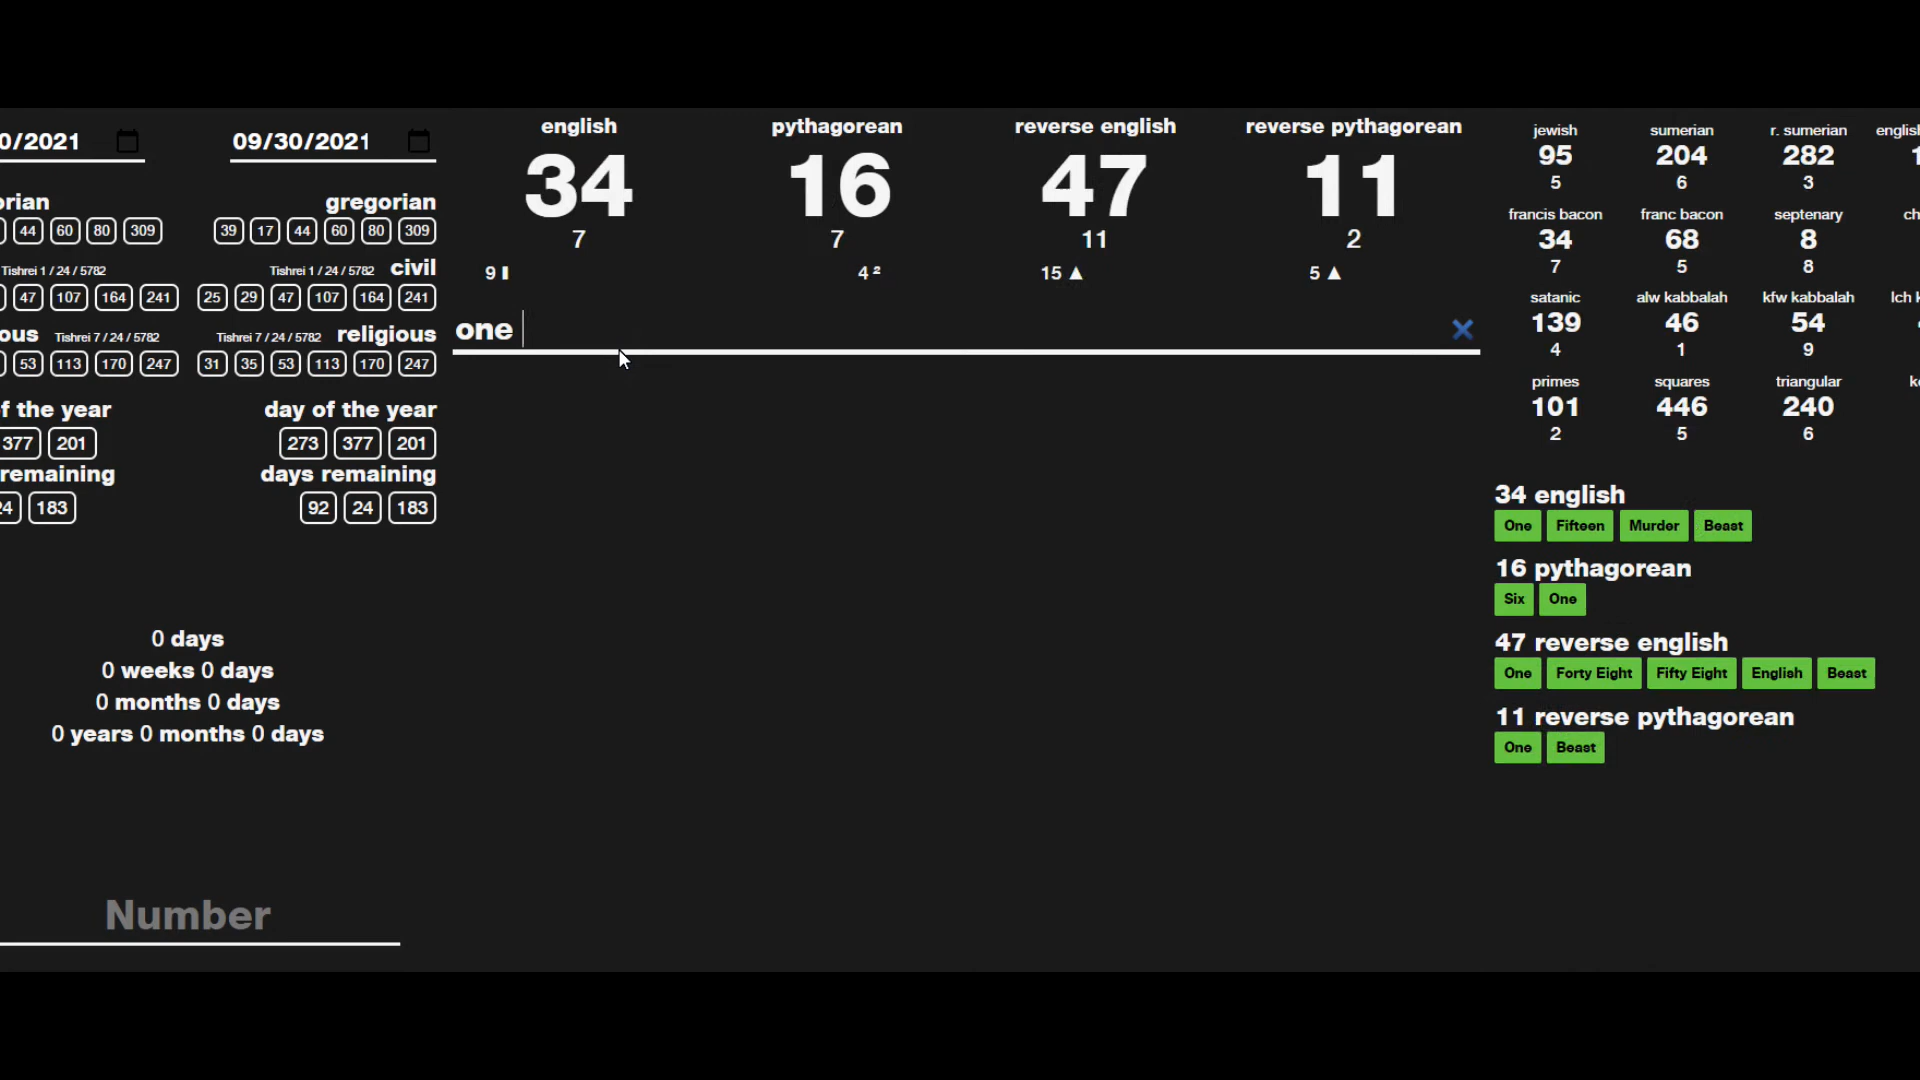 0/2021 09/30/2021
orian gregorian
44 60 80 309 39 17 44 60 80 309
Tishrei 1 / 24 / 5782 Tishrei 1 / 24 / 5782 civil
47 107 164 241 25 29 47 107 164 241
ous Tishrei 7 / 24 / 5782 Tishrei 7 / 24 / 5782 religious
53 113 170 247 31 35 53 113 170 247
f the year day of the year
377 201 273 377 201
remaining days remaining
24 183 92 24 183
0 days
0 weeks 0 days
0 months 0 days
0 years 0 months 0 days
Number
english pythagorean reverse english reverse pythagorean
34 16 47 11
7 7 11 2
9 4 ² 15 ▲ 5 ▲
one
jewish sumerian r. sumerian english
95 204 282 1
5 6 3
francis bacon franc bacon septenary ch
34 68 8
7 5 8
satanic alw kabbalah kfw kabbalah lch k
139 46 54
4 1 9
primes squares triangular
101 446 240
2 5 6
34 english
One Fifteen Murder Beast
16 pythagorean
Six One
47 reverse english
One Forty Eight Fifty Eight English Beast
11 reverse pythagorean
One Beast